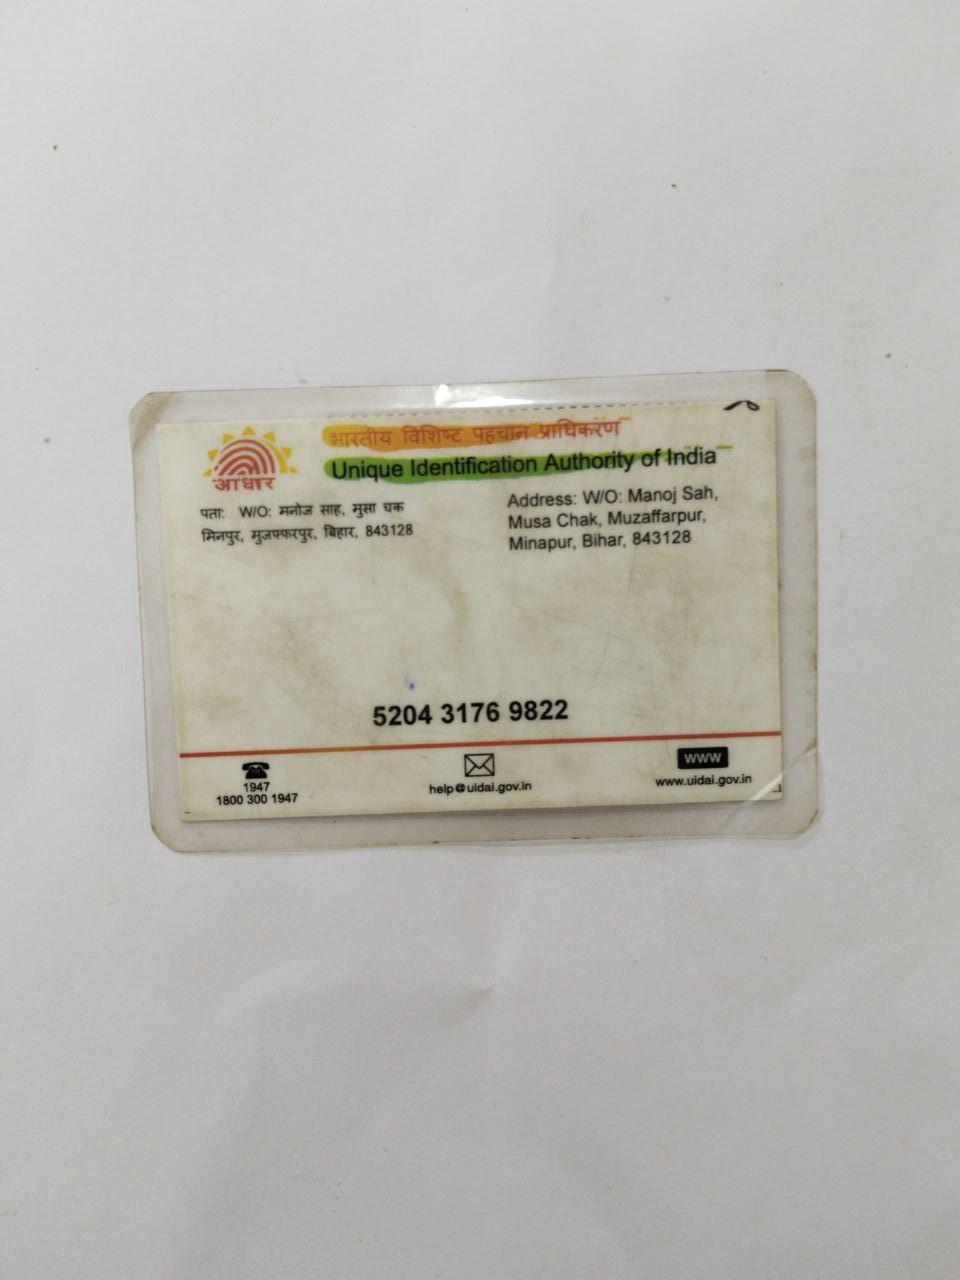 आधार
भारतीय विशिष्ट पहचान प्राधिकरण
Unique Identification Authority of India
पता: W/O: मनोज साह, मुसा चक
मिनपुर, मुजफ्फरपुर, बिहार, 843128
Address: W/O: Manoj Sah,
Musa Chak, Muzaffarpur,
Minapur, Bihar, 843128
5204 3176 9822
1947
1800 300 1947
help@uidai.gov.in
www
www.uidai.gov.in